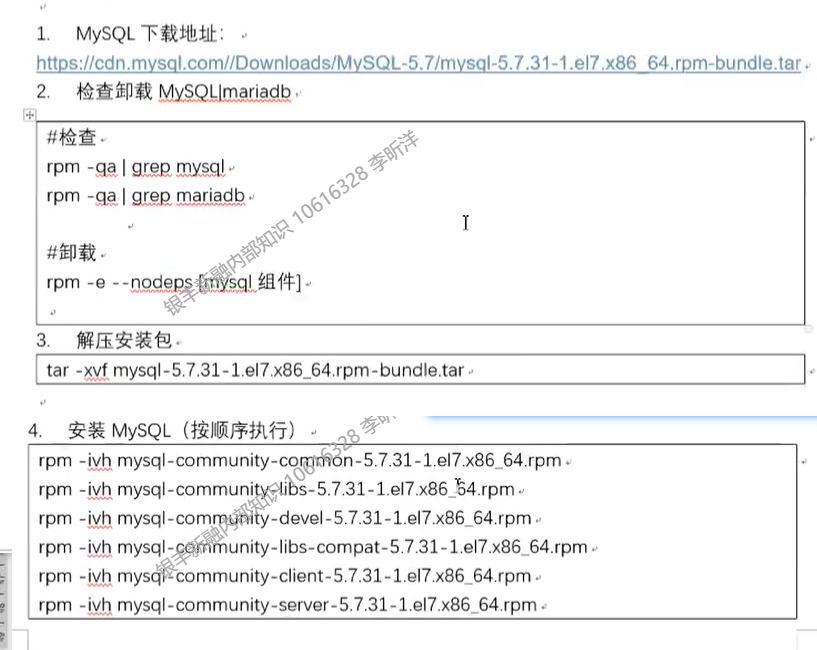 1. MySQL 下载地址：
https://cdn.mysql.com//Downloads/MySQL-5.7/mysql-5.7.31-1.el7.x86_64.rpm-bundle.tar
2. 检查卸载 MySQL|mariadb
#检查
rpm -qa | grep mysql
rpm -qa | grep mariadb
#卸载
rpm -e --nodeps [mysql 组件]
银丰新融内部知识 10616328 李昕洋
3. 解压安装包
tar -xvf mysql-5.7.31-1.el7.x86_64.rpm-bundle.tar
4. 安装 MySQL（按顺序执行）
rpm -ivh mysql-community-common-5.7.31-1.el7.x86_64.rpm
rpm -ivh mysql-community-libs-5.7.31-1.el7.x86_64.rpm
rpm -ivh mysql-community-devel-5.7.31-1.el7.x86_64.rpm
rpm -ivh mysql-community-libs-compat-5.7.31-1.el7.x86_64.rpm
rpm -ivh mysql-community-client-5.7.31-1.el7.x86_64.rpm
rpm -ivh mysql-community-server-5.7.31-1.el7.x86_64.rpm
银丰新融内部知识 10616328 李昕